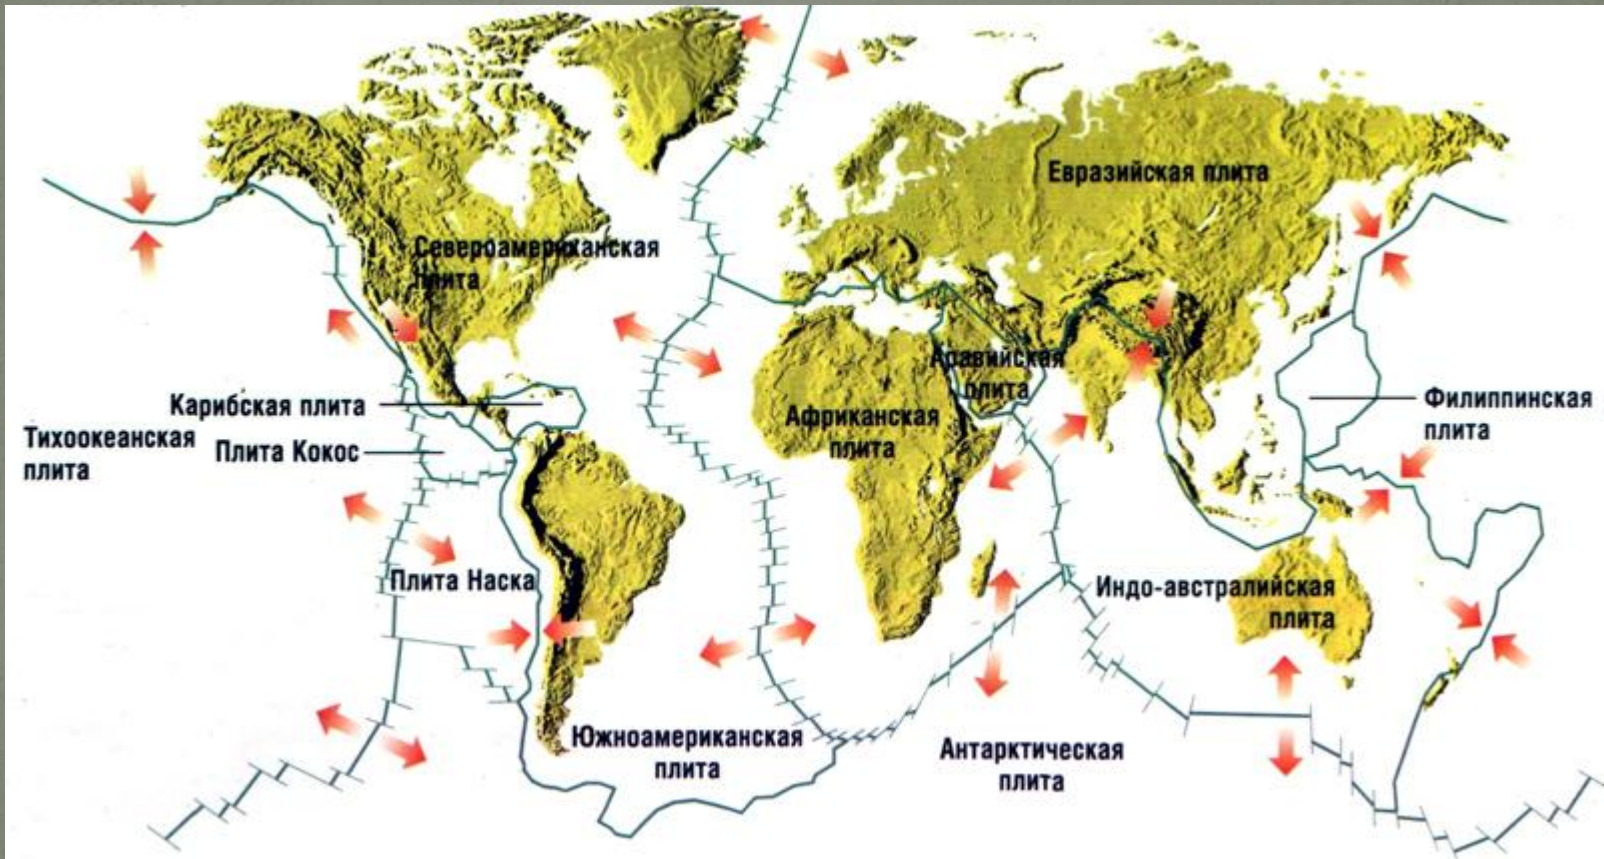 Евразийская плита
Североамериканская
плита
Аравийская
плита
Карибская плита
Филиппинская
плита
Африканская
плита
Тихоокеанская
плита
Плита Кокос
Плита Наска
Индо-австралийская
плита
Южноамериканская
плита
Антарктическая
плита